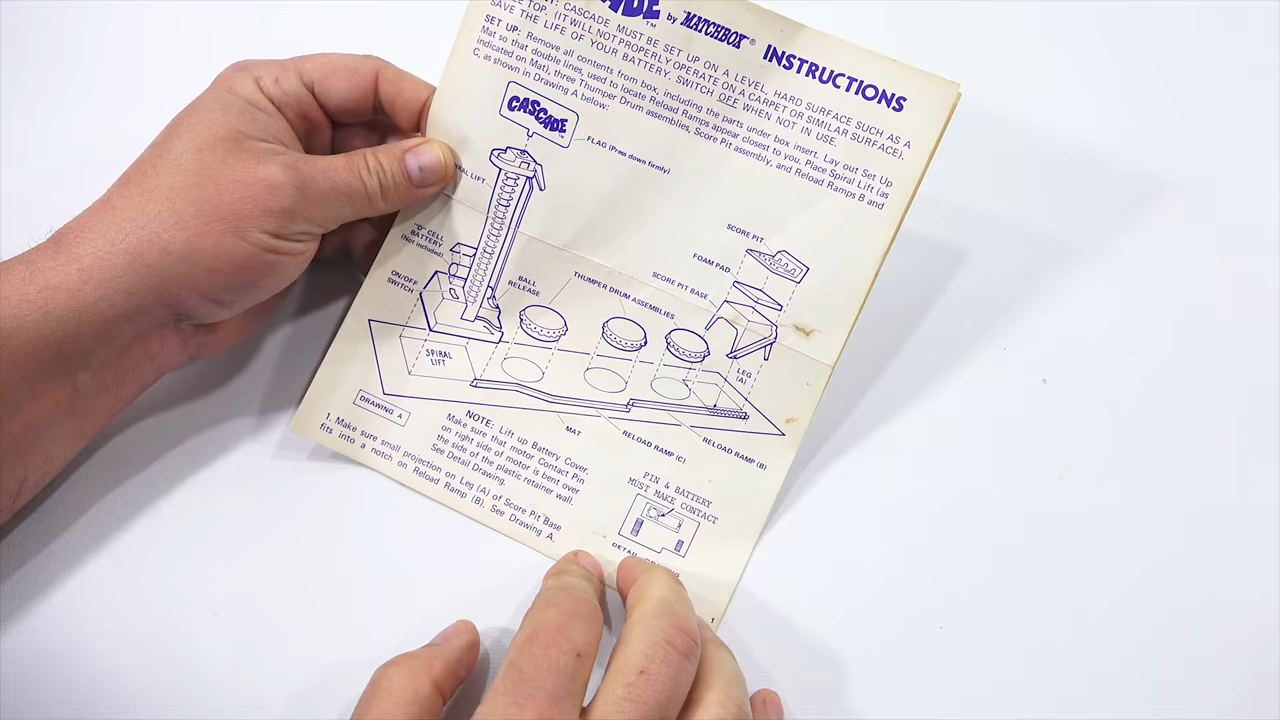 CADE™ by MATCHBOX® INSTRUCTIONS
CASCADE MUST BE SET UP ON A LEVEL, HARD SURFACE SUCH AS A
TOP. (IT WILL NOT PROPERLY OPERATE ON A CARPET OR SIMILAR SURFACE).
SAVE THE LIFE OF YOUR BATTERY. SWITCH OFF WHEN NOT IN USE.
SET UP: Remove all contents from box, including the parts under box insert. Lay out Set Up
Mat so that double lines, used to locate Reload Ramps appear closest to you. Place Spiral Lift (as
indicated on Mat), three Thumper Drum assemblies, Score Pit assembly, and Reload Ramps B and
C, as shown in Drawing A below:
CASCADE™
FLAG (Press down firmly)
LIFT
"D" CELL
BATTERY
(Not included)
ON/OFF
SWITCH
BALL
RELEASE
THUMPER DRUM ASSEMBLIES
SCORE PIT
FOAM PAD
SCORE PIT BASE
LEG
(A)
SPIRAL
LIFT
DRAWING A
MAT
RELOAD RAMP (C)
RELOAD RAMP (B)
NOTE: Lift up Battery Cover.
Make sure that motor Contact Pin
on right side of motor is bent over
the side of the plastic retainer wall.
See Detail Drawing.
1. Make sure small projection on Leg (A) of Score Pit Base
fits into a notch on Reload Ramp (B). See Drawing A.
PIN & BATTERY
MUST MAKE CONTACT
1